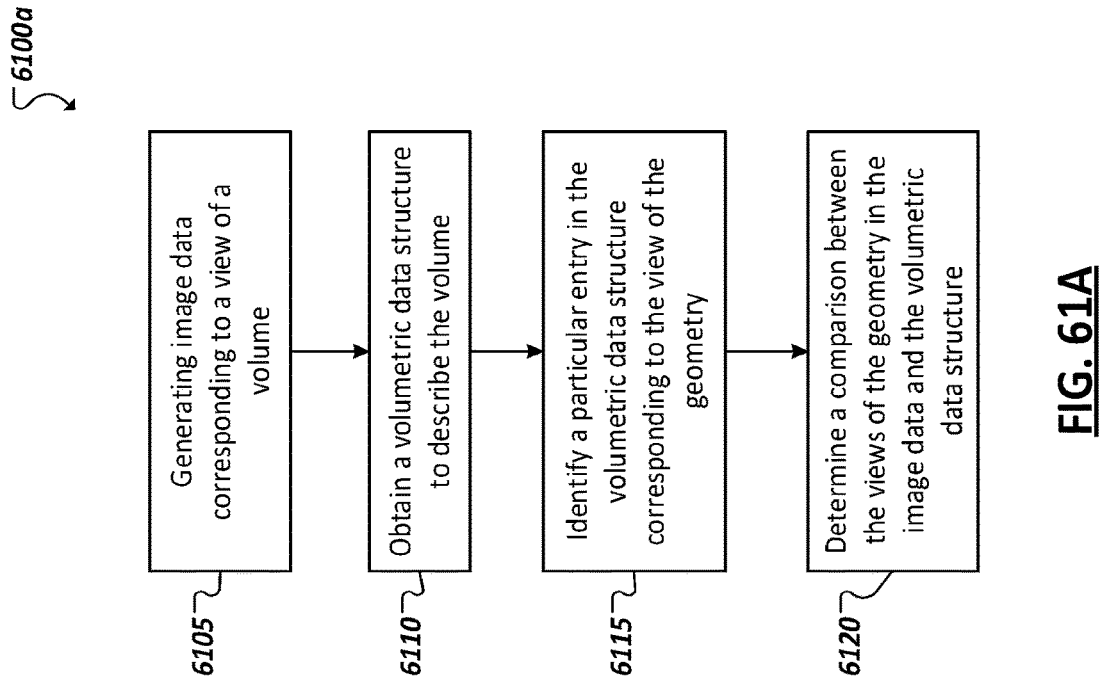 6100a
6105
Generating image data
corresponding to a view of a
volume
6110
Obtain a volumetric data structure
to describe the volume
6115
Identify a particular entry in the
volumetric data structure
corresponding to the view of the
geometry
6120
Determine a comparison between
the views of the geometry in the
image data and the volumetric
data structure
FIG. 61A